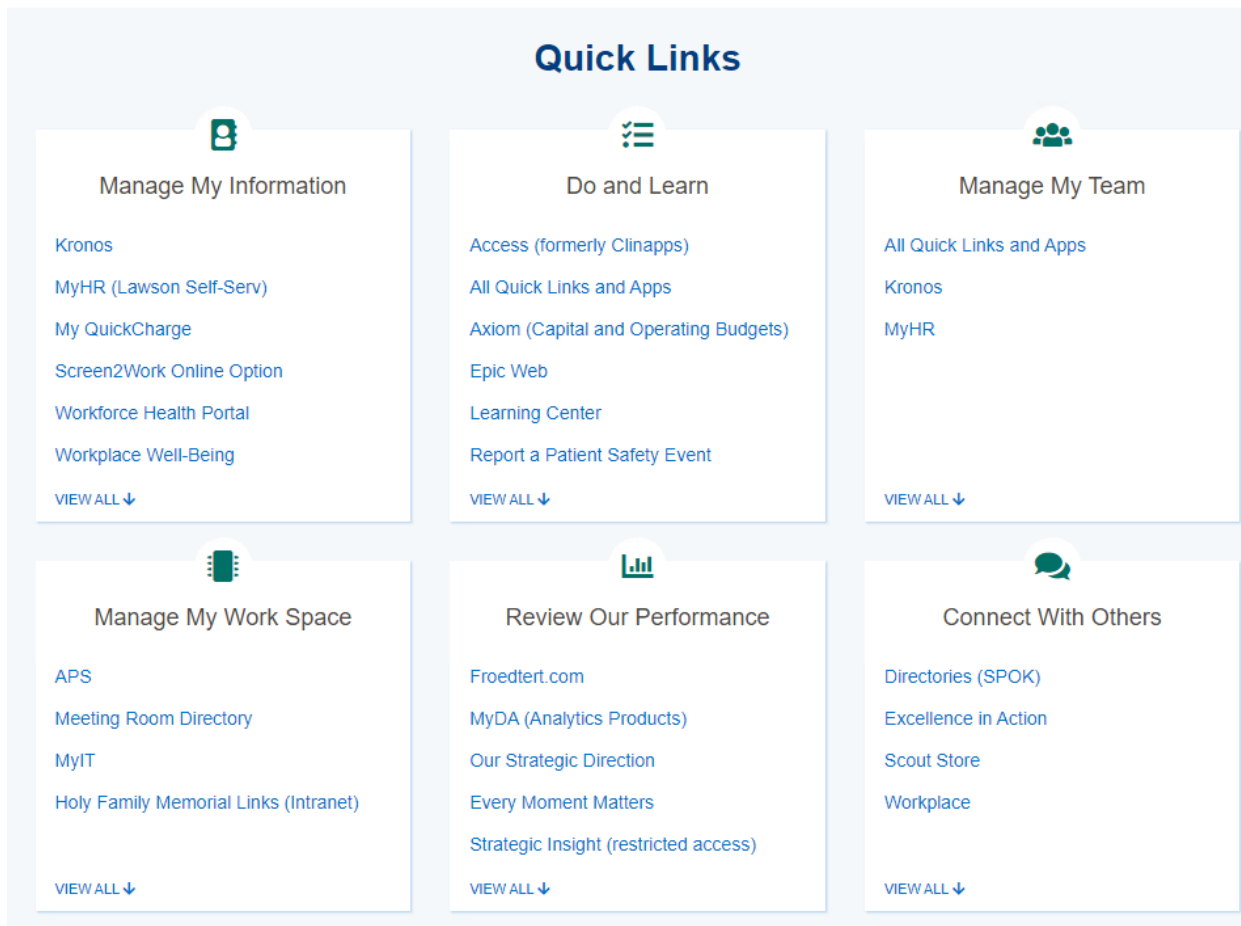 Quick Links
Manage My Information
Kronos
MyHR (Lawson Self-Serv)
My QuickCharge
Screen2Work Online Option
Workforce Health Portal
Workplace Well-Being
VIEW ALL
Do and Learn
Access (formerly Clinapps)
All Quick Links and Apps
Axiom (Capital and Operating Budgets)
Epic Web
Learning Center
Report a Patient Safety Event
VIEW ALL
Manage My Team
All Quick Links and Apps
Kronos
MyHR
VIEW ALL
Manage My Work Space
APS
Meeting Room Directory
MyIT
Holy Family Memorial Links (Intranet)
VIEW ALL
Review Our Performance
Froedtert.com
MyDA (Analytics Products)
Our Strategic Direction
Every Moment Matters
Strategic Insight (restricted access)
VIEW ALL
Connect With Others
Directories (SPOK)
Excellence in Action
Scout Store
Workplace
VIEW ALL